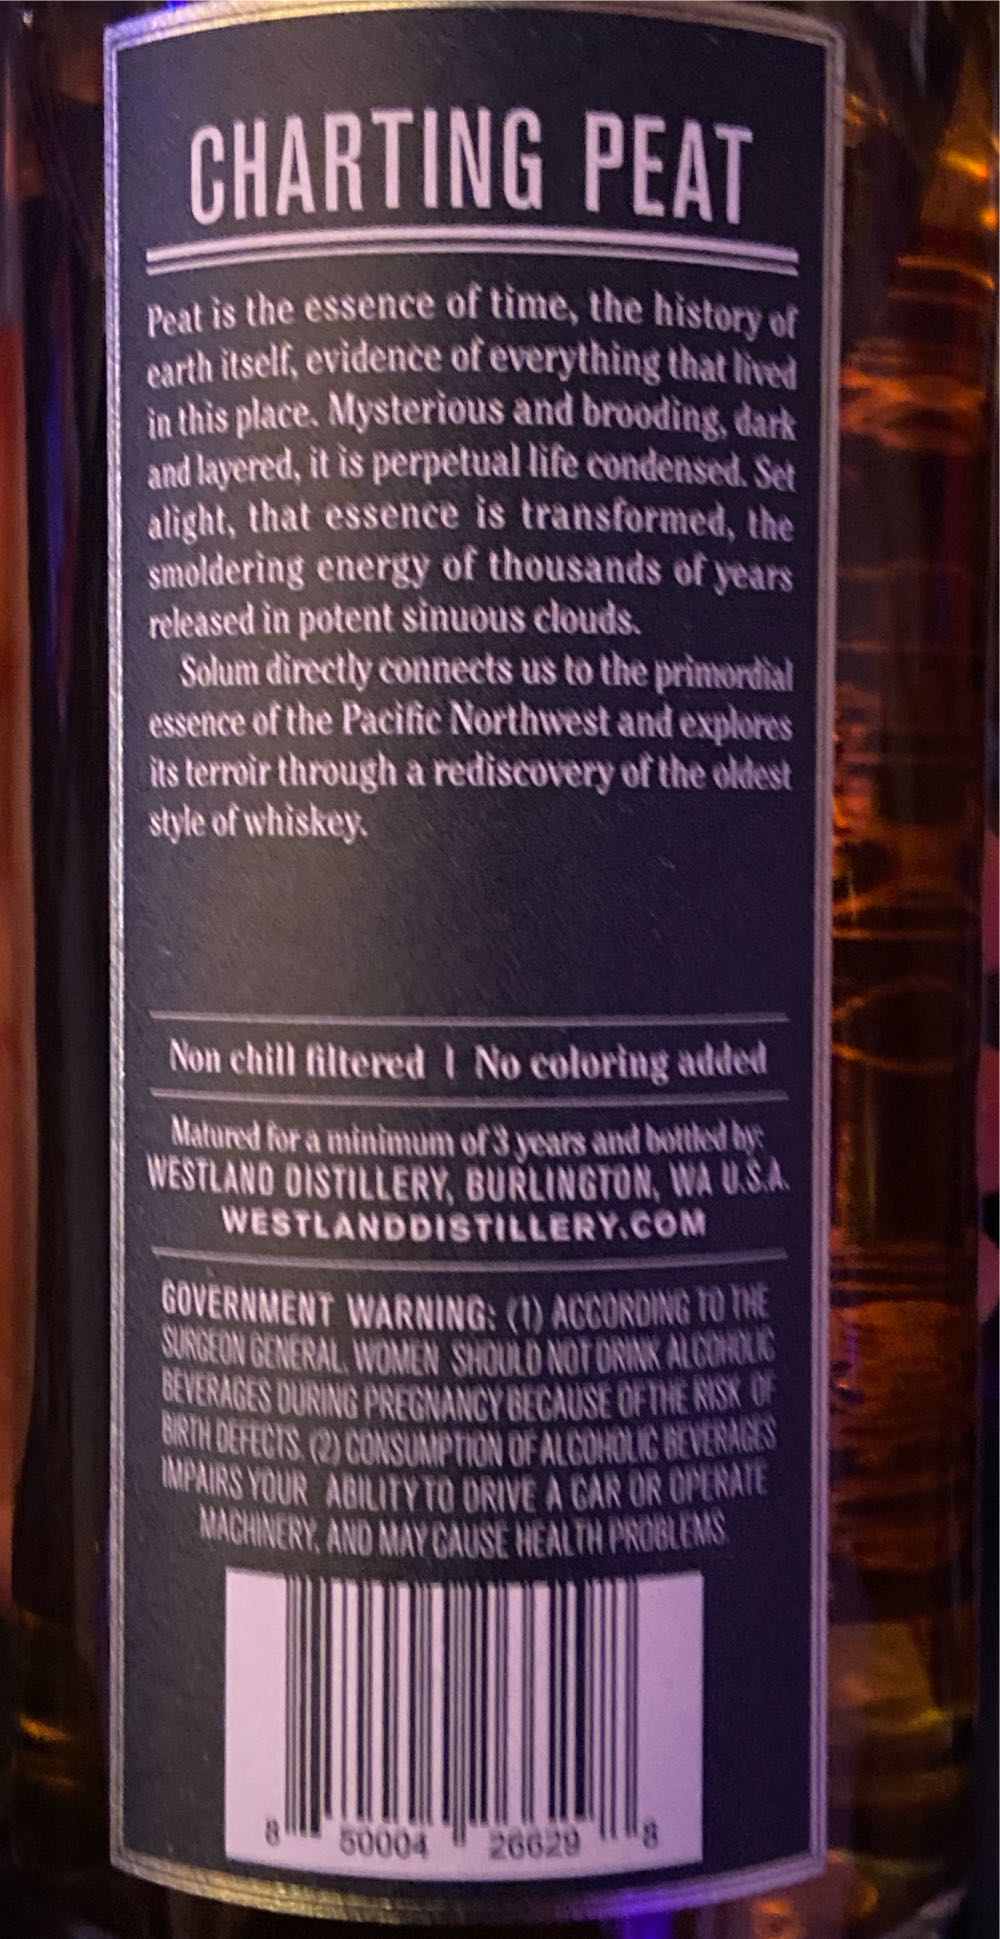 CHARTING PEAT
Peat is the essence of time, the history of
earth itself, evidence of everything that lived
in this place. Mysterious and brooding, dark
and layered, it is perpetual life condensed. Set
alight, that essence is transformed, the
smoldering energy of thousands of years
released in potent sinuous clouds.
Solum directly connects us to the primordial
essence of the Pacific Northwest and explores
its terroir through a rediscovery of the oldest
style of whiskey.
Non chill filtered | No coloring added
Matured for a minimum of 3 years and bottled by:
WESTLAND DISTILLERY, BURLINGTON, WA U.S.A.
WESTLANDDISTILLERY.COM
GOVERNMENT WARNING: (1) ACCORDING TO THE
SURGEON GENERAL, WOMEN SHOULD NOT DRINK ALCOHOLIC
BEVERAGES DURING PREGNANCY BECAUSE OF THE RISK OF
BIRTH DEFECTS. (2) CONSUMPTION OF ALCOHOLIC BEVERAGES
IMPAIRS YOUR ABILITY TO DRIVE A CAR OR OPERATE
MACHINERY, AND MAY CAUSE HEALTH PROBLEMS.
8 50004 26629 8